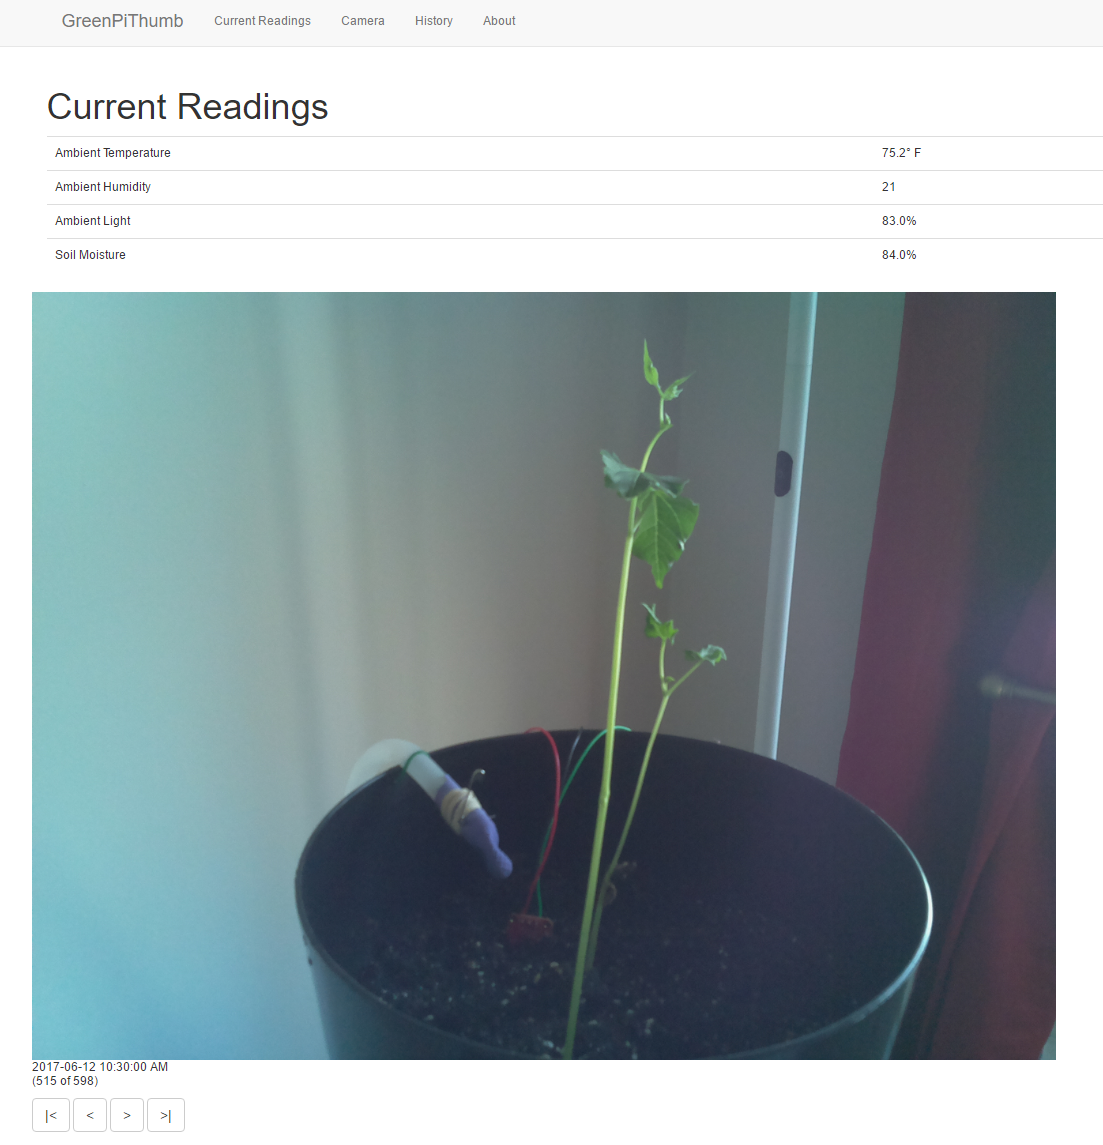 GreenPiThumb Current Readings Camera History About
Current Readings
Ambient Temperature 75.2° F
Ambient Humidity 21
Ambient Light 83.0%
Soil Moisture 84.0%
2017-06-12 10:30:00 AM
(515 of 598)
|< < > >|